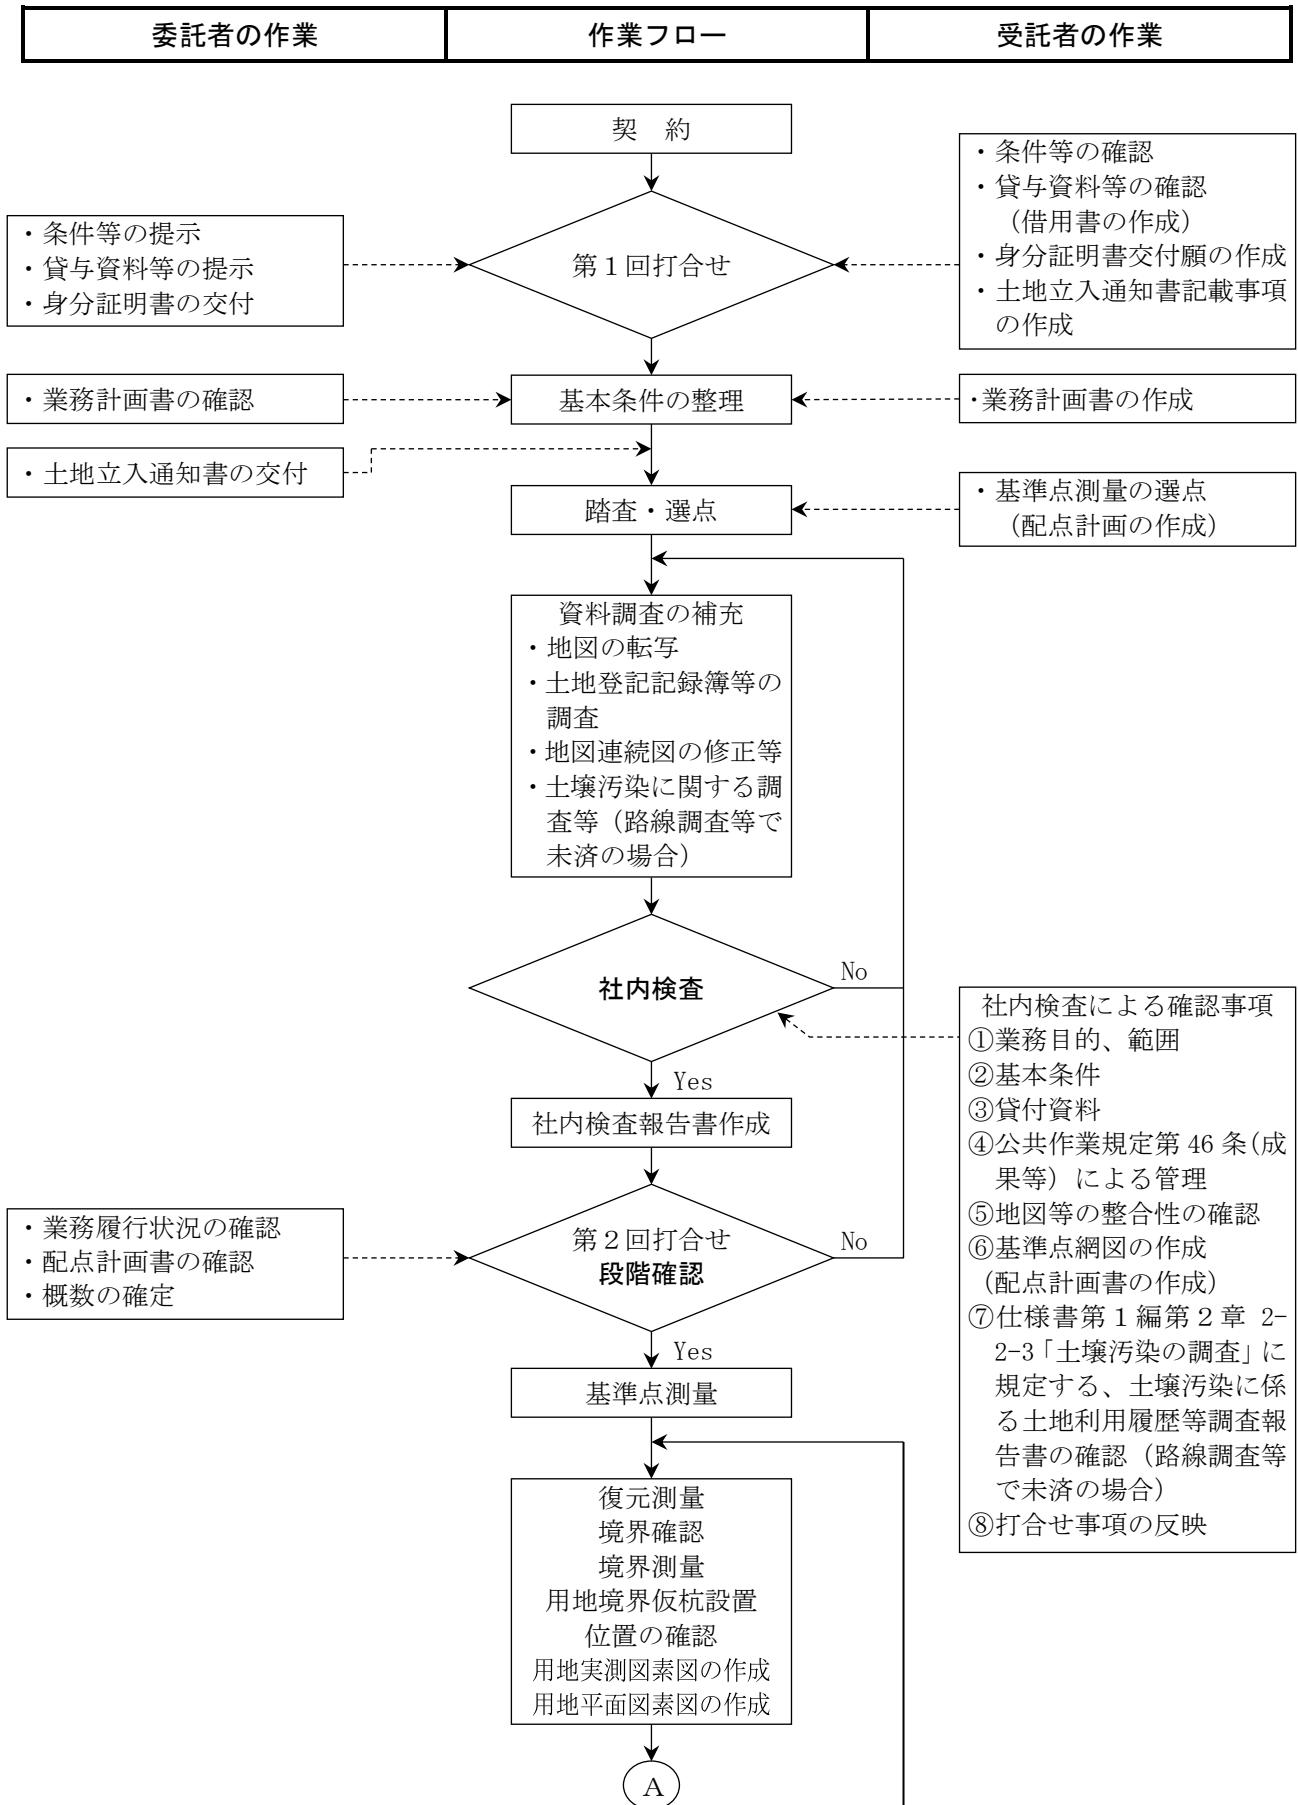 委託者の作業
作業フロー
受託者の作業
契　約
・条件等の確認
・貸与資料等の確認
（借用書の作成）
・身分証明書交付願の作成
・土地立入通知書記載事項
の作成
・条件等の提示
・貸与資料等の提示
・身分証明書の交付
第１回打合せ
・業務計画書の確認
基本条件の整理
・業務計画書の作成
・土地立入通知書の交付
踏査・選点
・基準点測量の選点
（配点計画の作成）
資料調査の補充
・地図の転写
・土地登記記録簿等の
調査
・地図連続図の修正等
・土壌汚染に関する調
査等（路線調査等で
未済の場合）
社内検査
No
Yes
社内検査報告書作成
社内検査による確認事項
①業務目的、範囲
②基本条件
③貸付資料
④公共作業規定第 46 条（成
果等）による管理
⑤地図等の整合性の確認
⑥基準点網図の作成
（配点計画書の作成）
⑦仕様書第１編第２章 2-
2-3「土壌汚染の調査」に
規定する、土壌汚染に係
る土地利用履歴等調査報
告書の確認（路線調査等
で未済の場合）
⑧打合せ事項の反映
・業務履行状況の確認
・配点計画書の確認
・概数の確定
第２回打合せ
段階確認
No
Yes
基準点測量
復元測量
境界確認
境界測量
用地境界仮杭設置
位置の確認
用地実測図素図の作成
用地平面図素図の作成
A